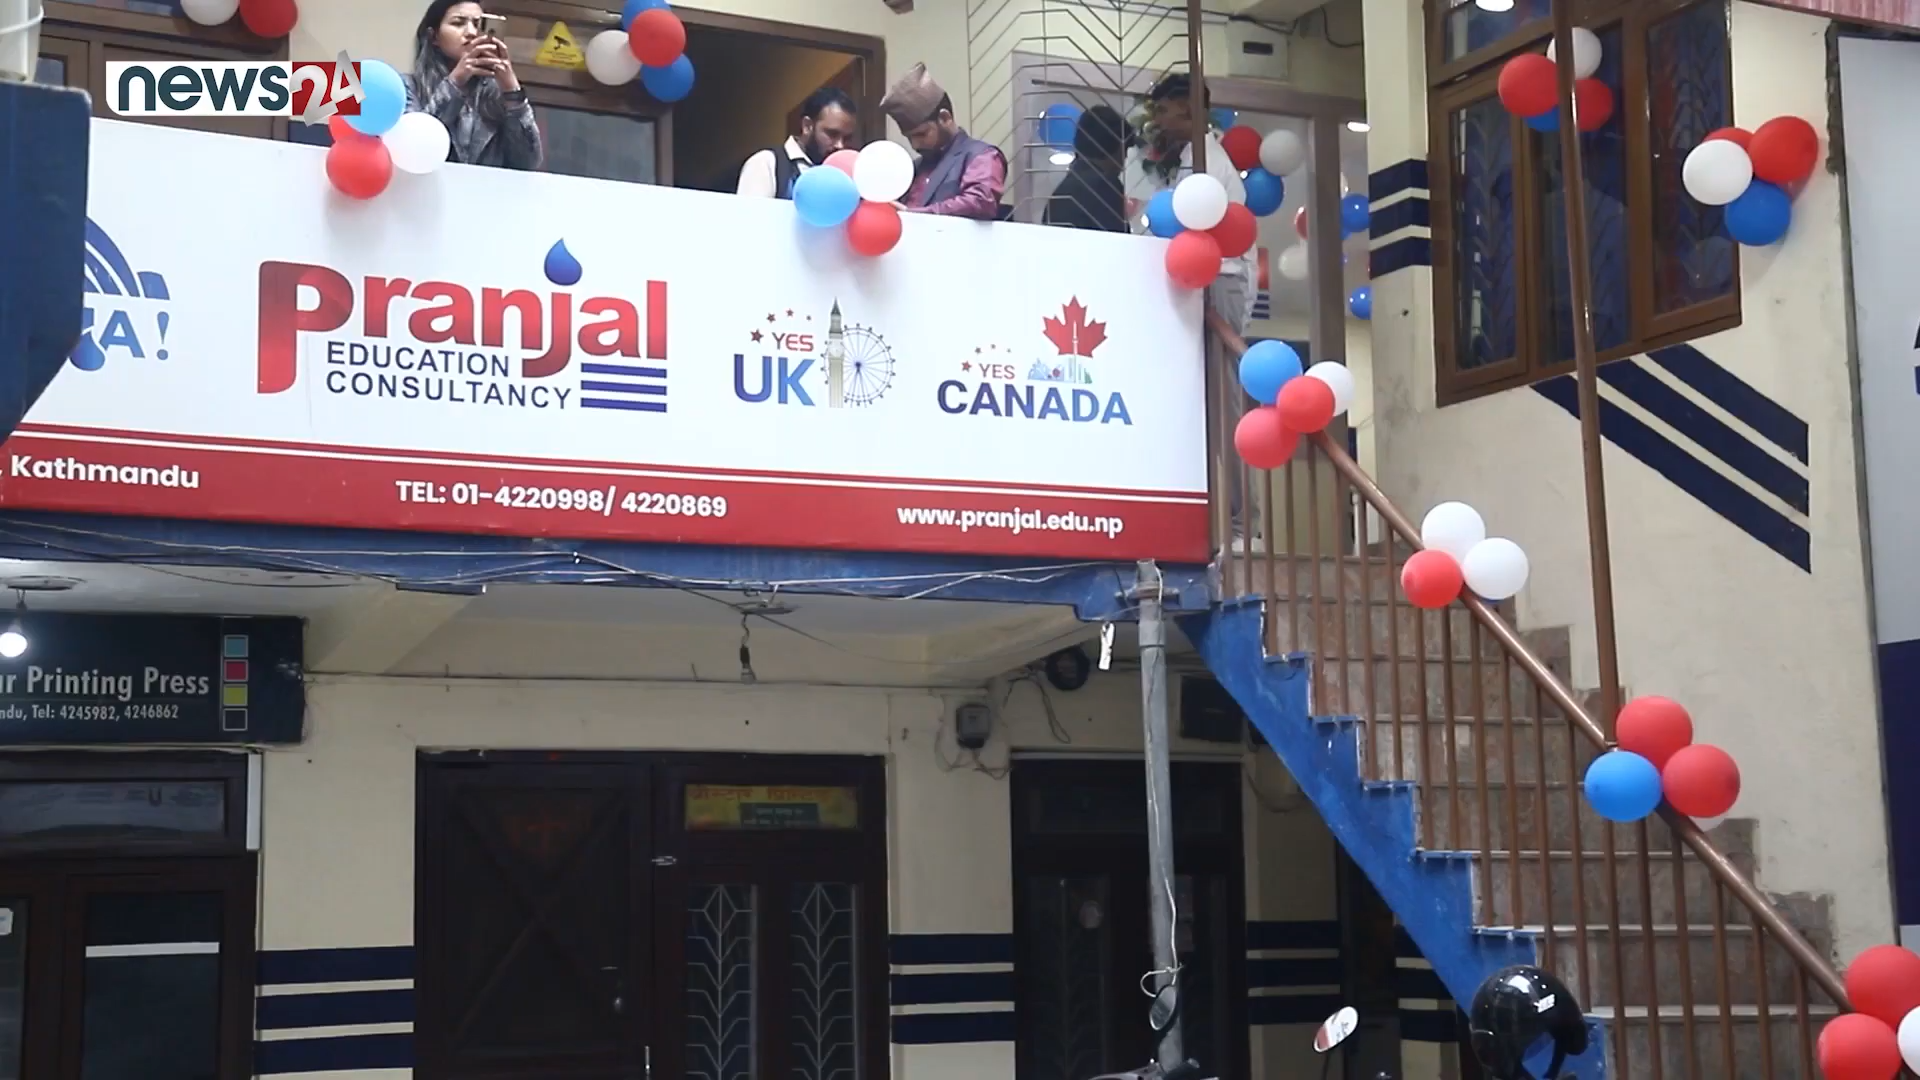 news24
A!
Pranjal
EDUCATION
CONSULTANCY
YES
UK
YES
CANADA
, Kathmandu
TEL: 01-4220998/ 4220869
www.pranjal.edu.np
Printing Press
Tel: 4245982, 4246862